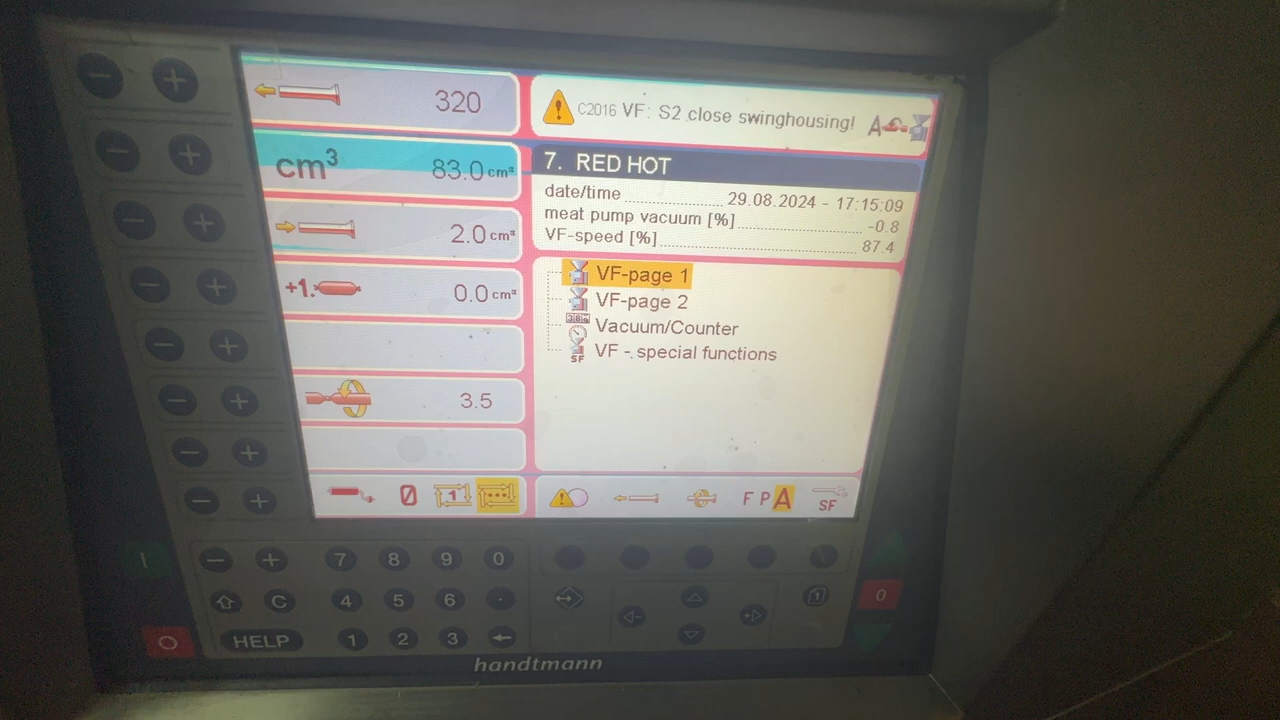 320
cm³ 83.0 cm³
2.0 cm³
+1. 0.0 cm³
3.5
0 1
C2016 VF: S2 close swinghousing! A
7. RED HOT
date/time 29.08.2024 - 17:15:09
meat pump vacuum [%] -0.8
VF-speed [%] 87.4
VF-page 1
VF-page 2
Vacuum/Counter
VF - special functions
SF
F P A SF
- + 7 8 9 0
C 4 5 6 .
HELP 1 2 3
I
O
1
0
handtmann